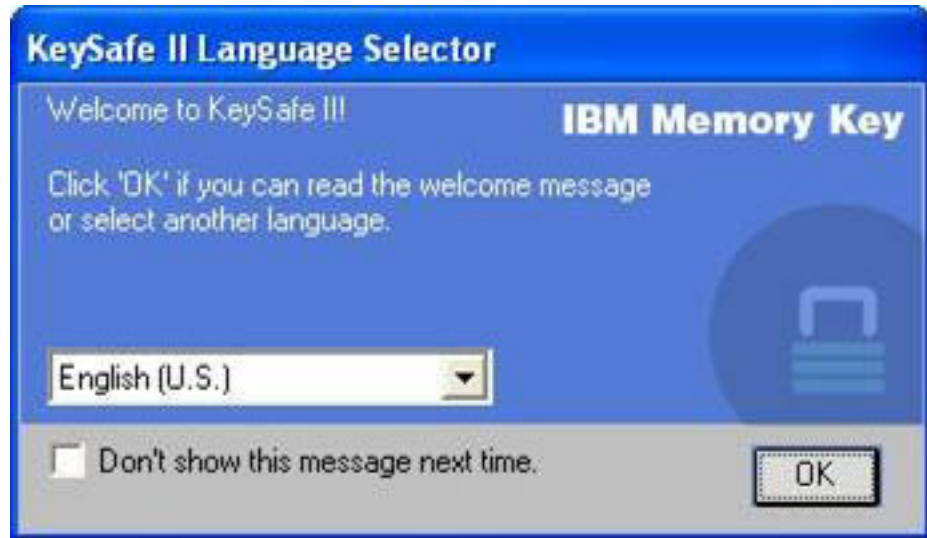 KeySafe II Language Selector
Welcome to KeySafe II!
IBM Memory Key
Click 'OK' if you can read the welcome message
or select another language.
English (U.S.)
Don't show this message next time.
OK